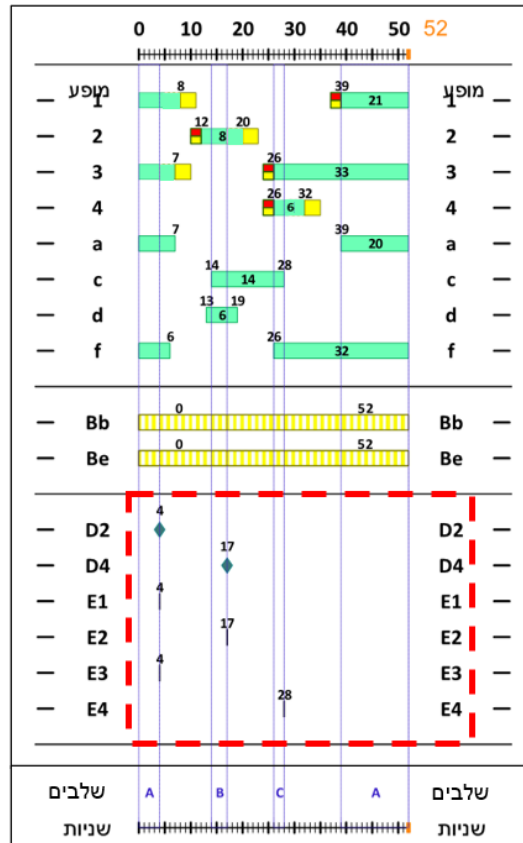 0 10 20 30 40 50 52
מופע 8 39 מופע
1 21 1
12 20
2 8 2
7 26
3 33 3
26 32
4 6 4
7 39
a 20 a
14 28
c 14 c
13 19
d 6 d
6 26
f 32 f
0 52
Bb Bb
0 52
Be Be
4
D2 D2
17
D4 D4
4
E1 E1
17
E2 E2
4
E3 E3
28
E4 E4
שלבים A B C A שלבים
שניות שניות